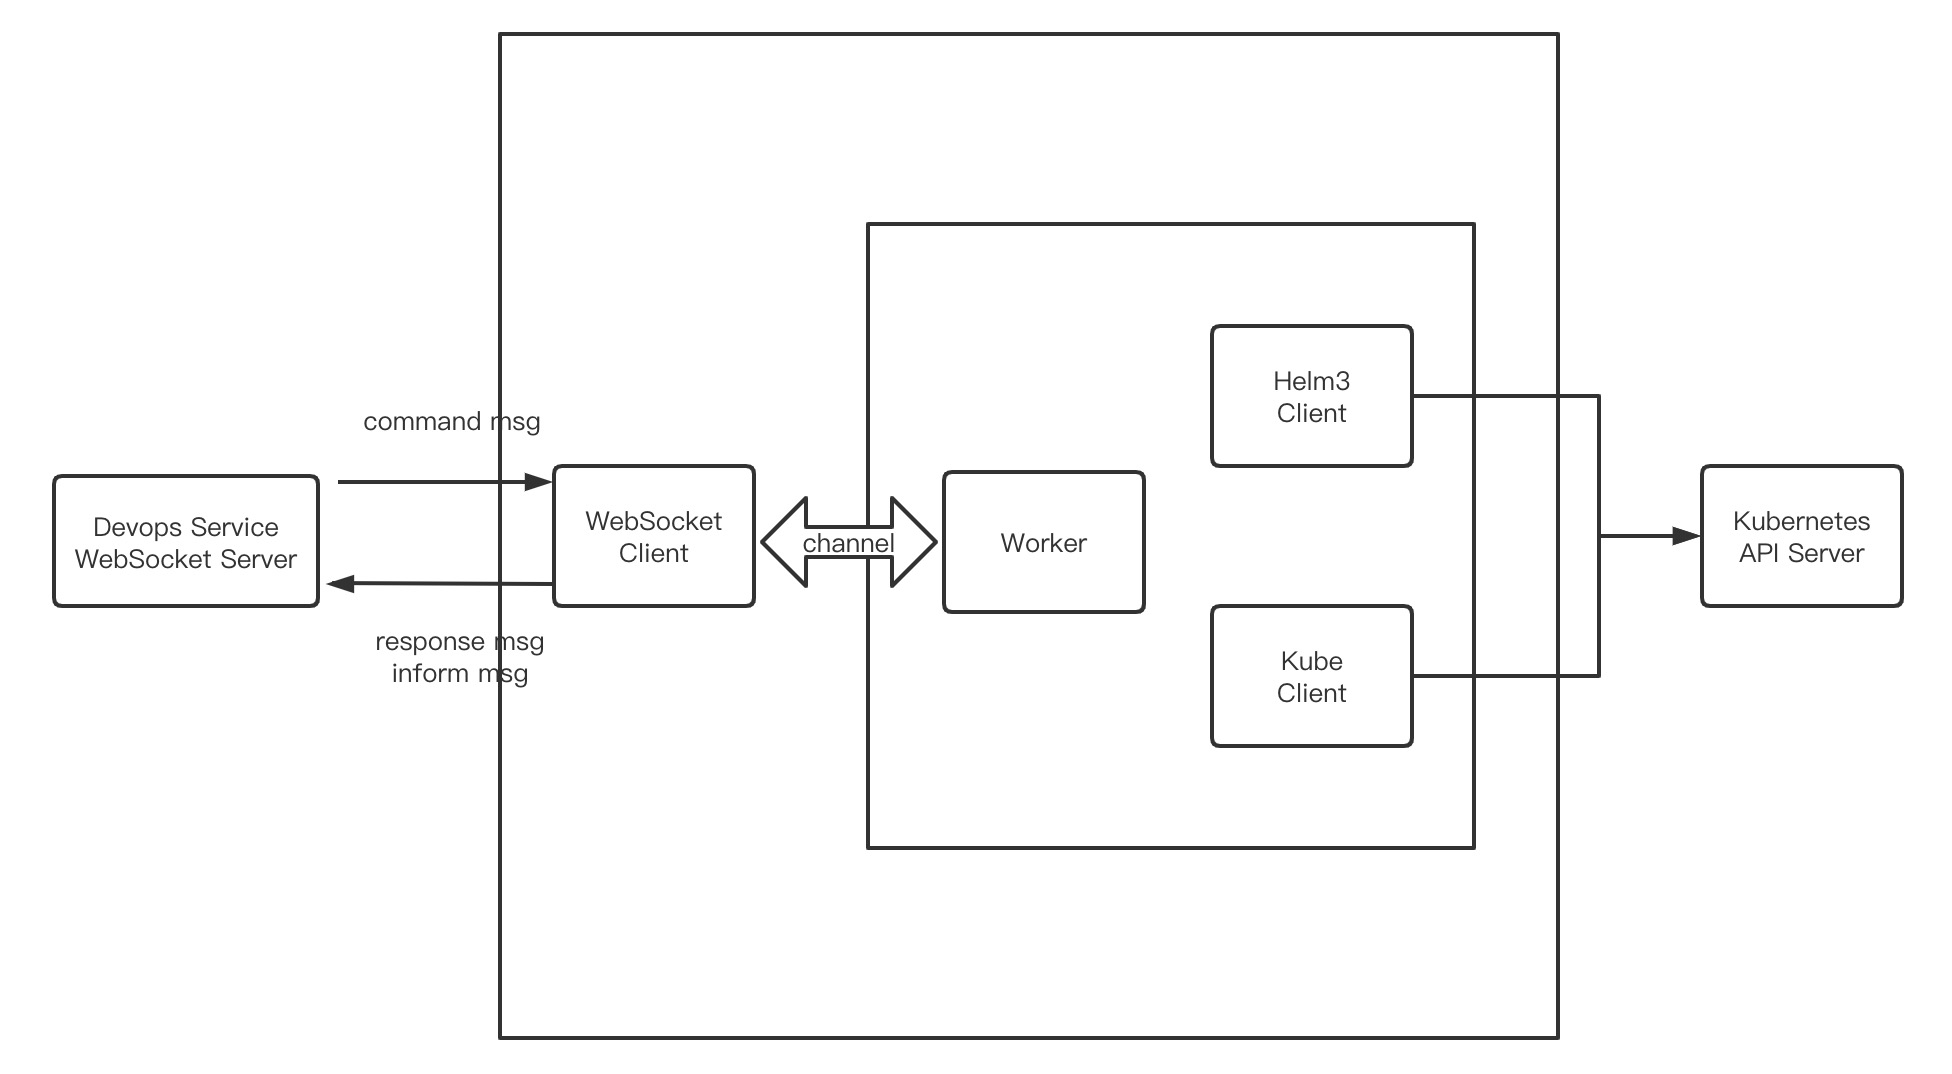 command msg
Devops Service
WebSocket Server
response msg
inform msg
WebSocket
Client
channel
Worker
Helm3
Client
Kube
Client
Kubernetes
API Server